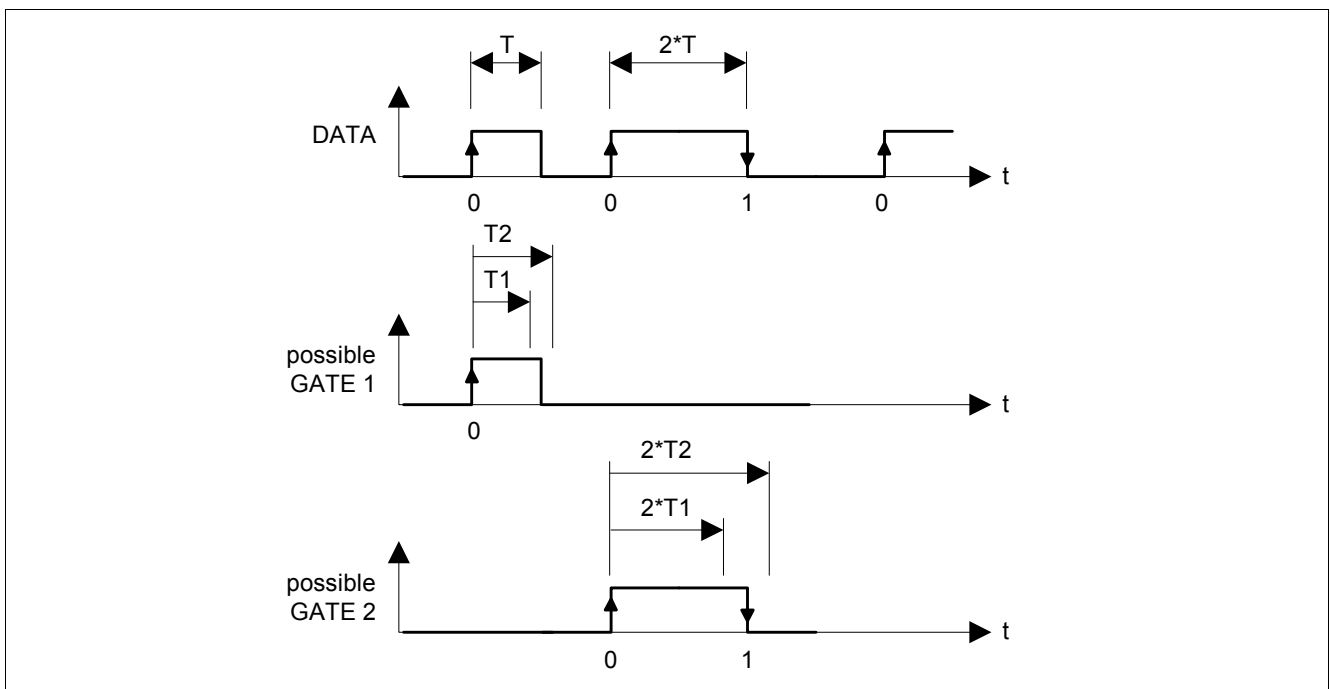 T 2*T
DATA
t
0 0 1 0
T2
T1
possible
GATE 1
t
0
2*T2
2*T1
possible
GATE 2
t
0 1